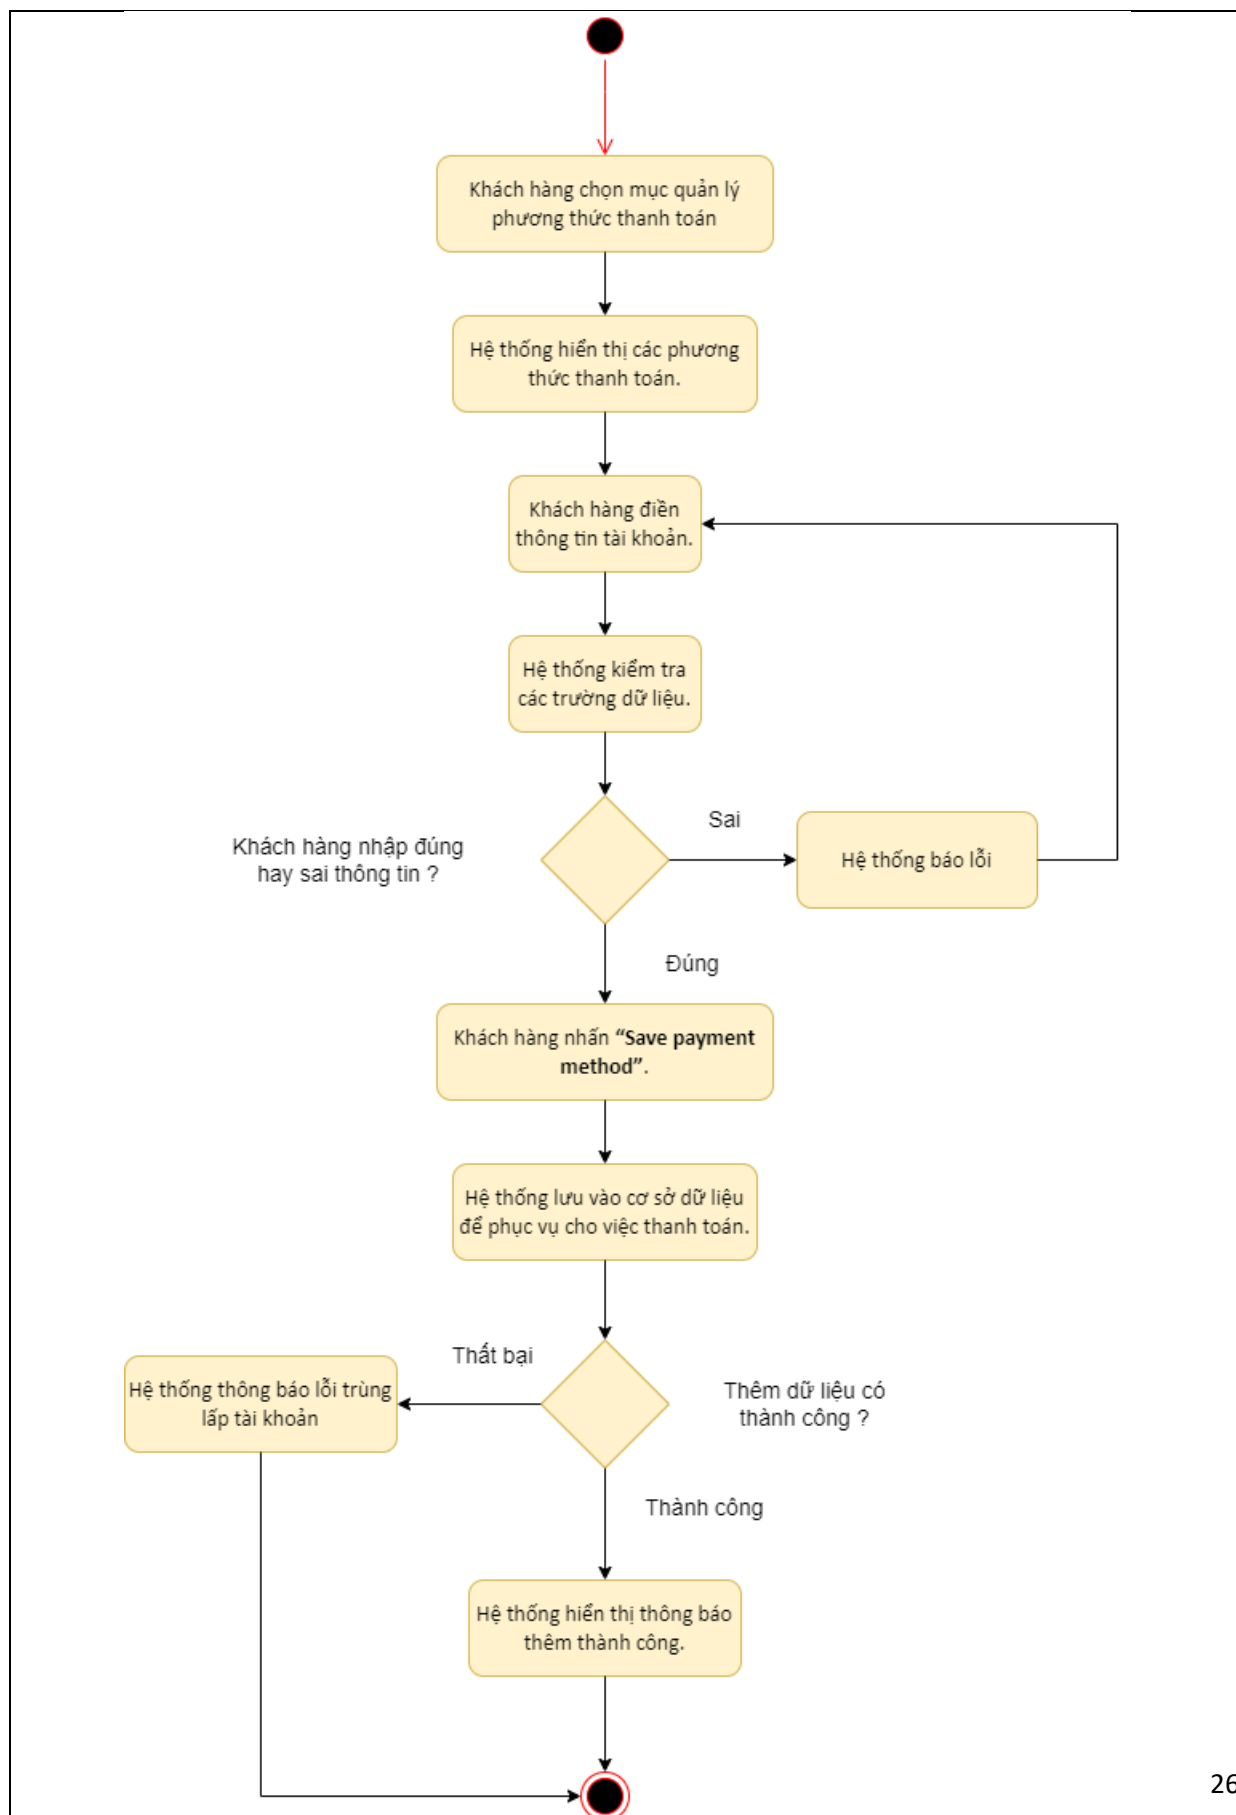 Khách hàng chọn mục quản lý
phương thức thanh toán
Hệ thống hiển thị các phương
thức thanh toán.
Khách hàng điền
thông tin tài khoản.
Hệ thống kiểm tra
các trường dữ liệu.
Khách hàng nhập đúng
hay sai thông tin ?
Sai
Hệ thống báo lỗi
Đúng
Khách hàng nhấn “Save payment
method”.
Hệ thống lưu vào cơ sở dữ liệu
để phục vụ cho việc thanh toán.
Thất bại
Hệ thống thông báo lỗi trùng
lấp tài khoản
Thêm dữ liệu có
thành công ?
Thành công
Hệ thống hiển thị thông báo
thêm thành công.
26